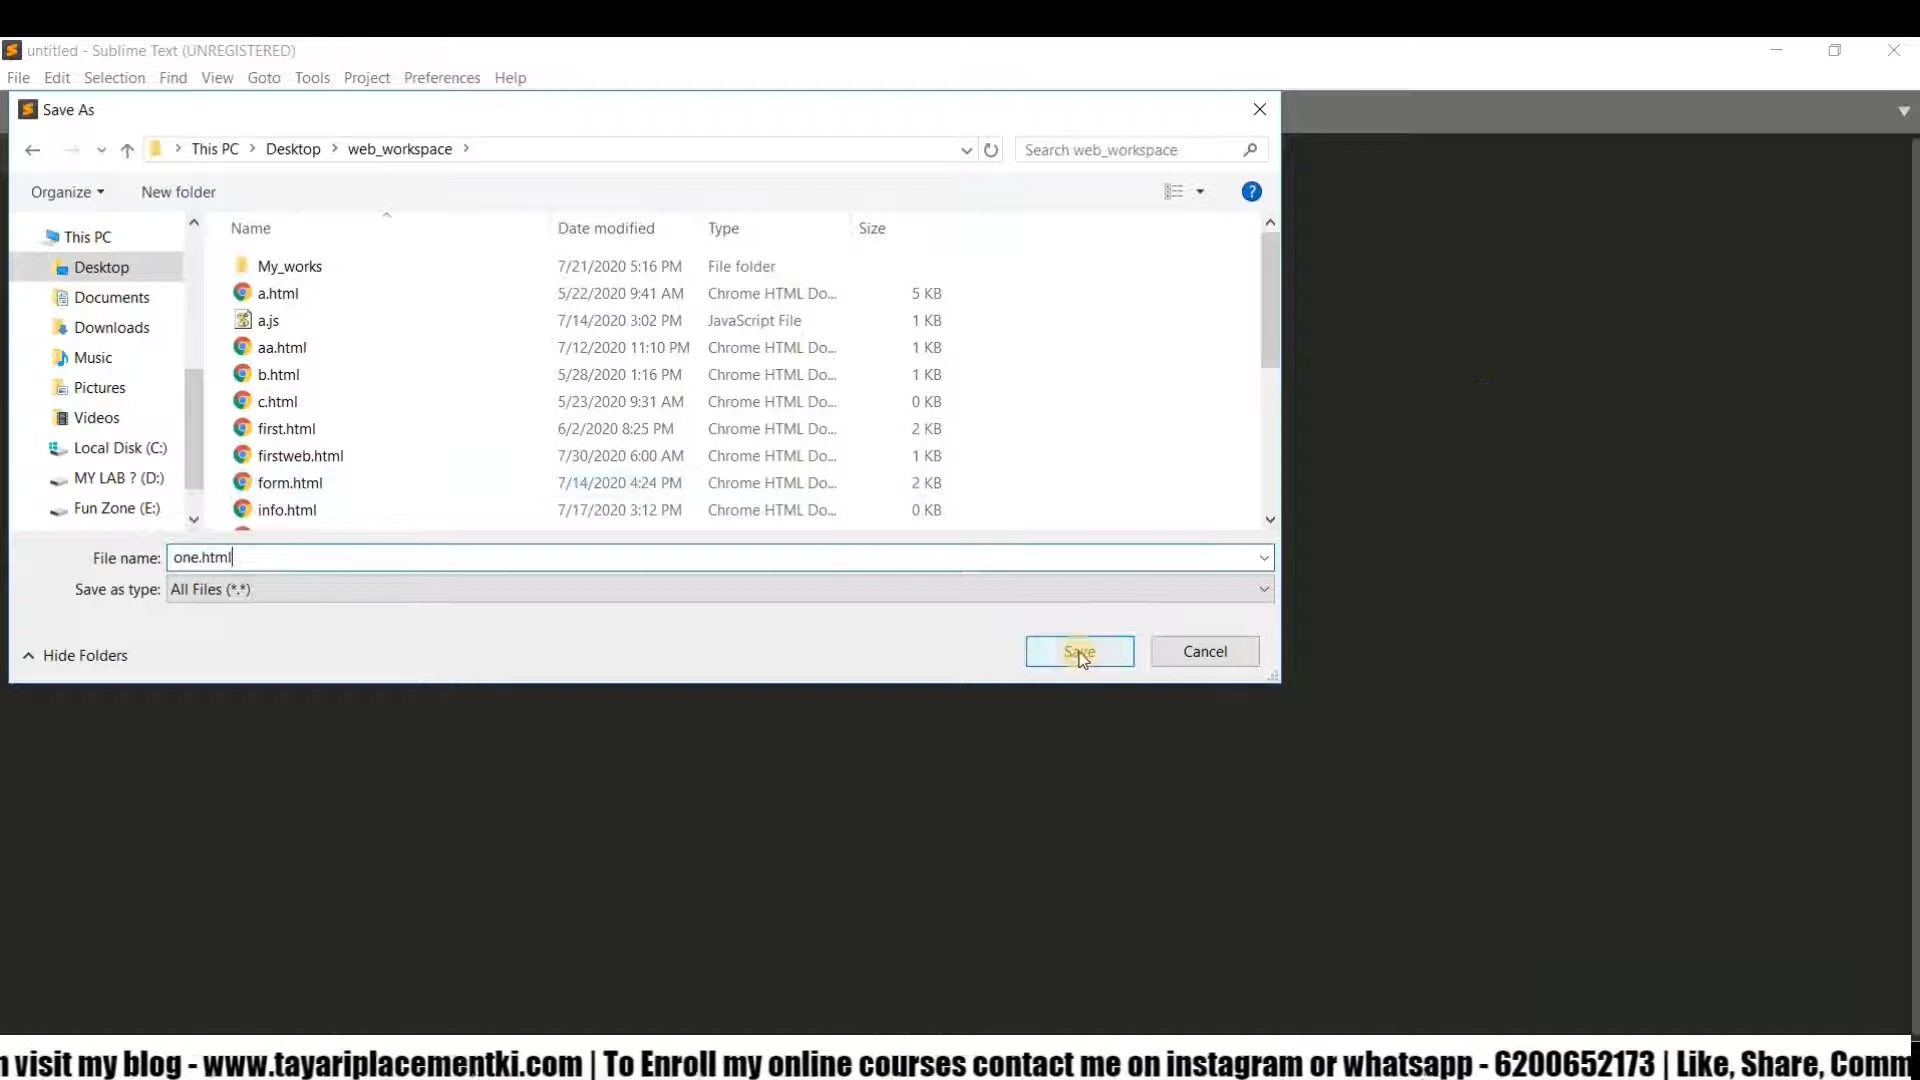 untitled - Sublime Text (UNREGISTERED)
File Edit Selection Find View Goto Tools Project Preferences Help
Save As
This PC > Desktop > web_workspace >
Search web_workspace
Organize New folder
?
Name Date modified Type Size
This PC
Desktop
Documents
Downloads
Music
Pictures
Videos
Local Disk (C:)
MY LAB ? (D:)
Fun Zone (E:)
My_works 7/21/2020 5:16 PM File folder
a.html 5/22/2020 9:41 AM Chrome HTML Do... 5 KB
a.js 7/14/2020 3:02 PM JavaScript File 1 KB
aa.html 7/12/2020 11:10 PM Chrome HTML Do... 1 KB
b.html 5/28/2020 1:16 PM Chrome HTML Do... 1 KB
c.html 5/23/2020 9:31 AM Chrome HTML Do... 0 KB
first.html 6/2/2020 8:25 PM Chrome HTML Do... 2 KB
firstweb.html 7/30/2020 6:00 AM Chrome HTML Do... 1 KB
form.html 7/14/2020 4:24 PM Chrome HTML Do... 2 KB
info.html 7/17/2020 3:12 PM Chrome HTML Do... 0 KB
File name: one.html
Save as type: All Files (*.*)
Hide Folders
Save Cancel
n visit my blog - www.tayariplacementki.com | To Enroll my online courses contact me on instagram or whatsapp - 6200652173 | Like, Share, Comm